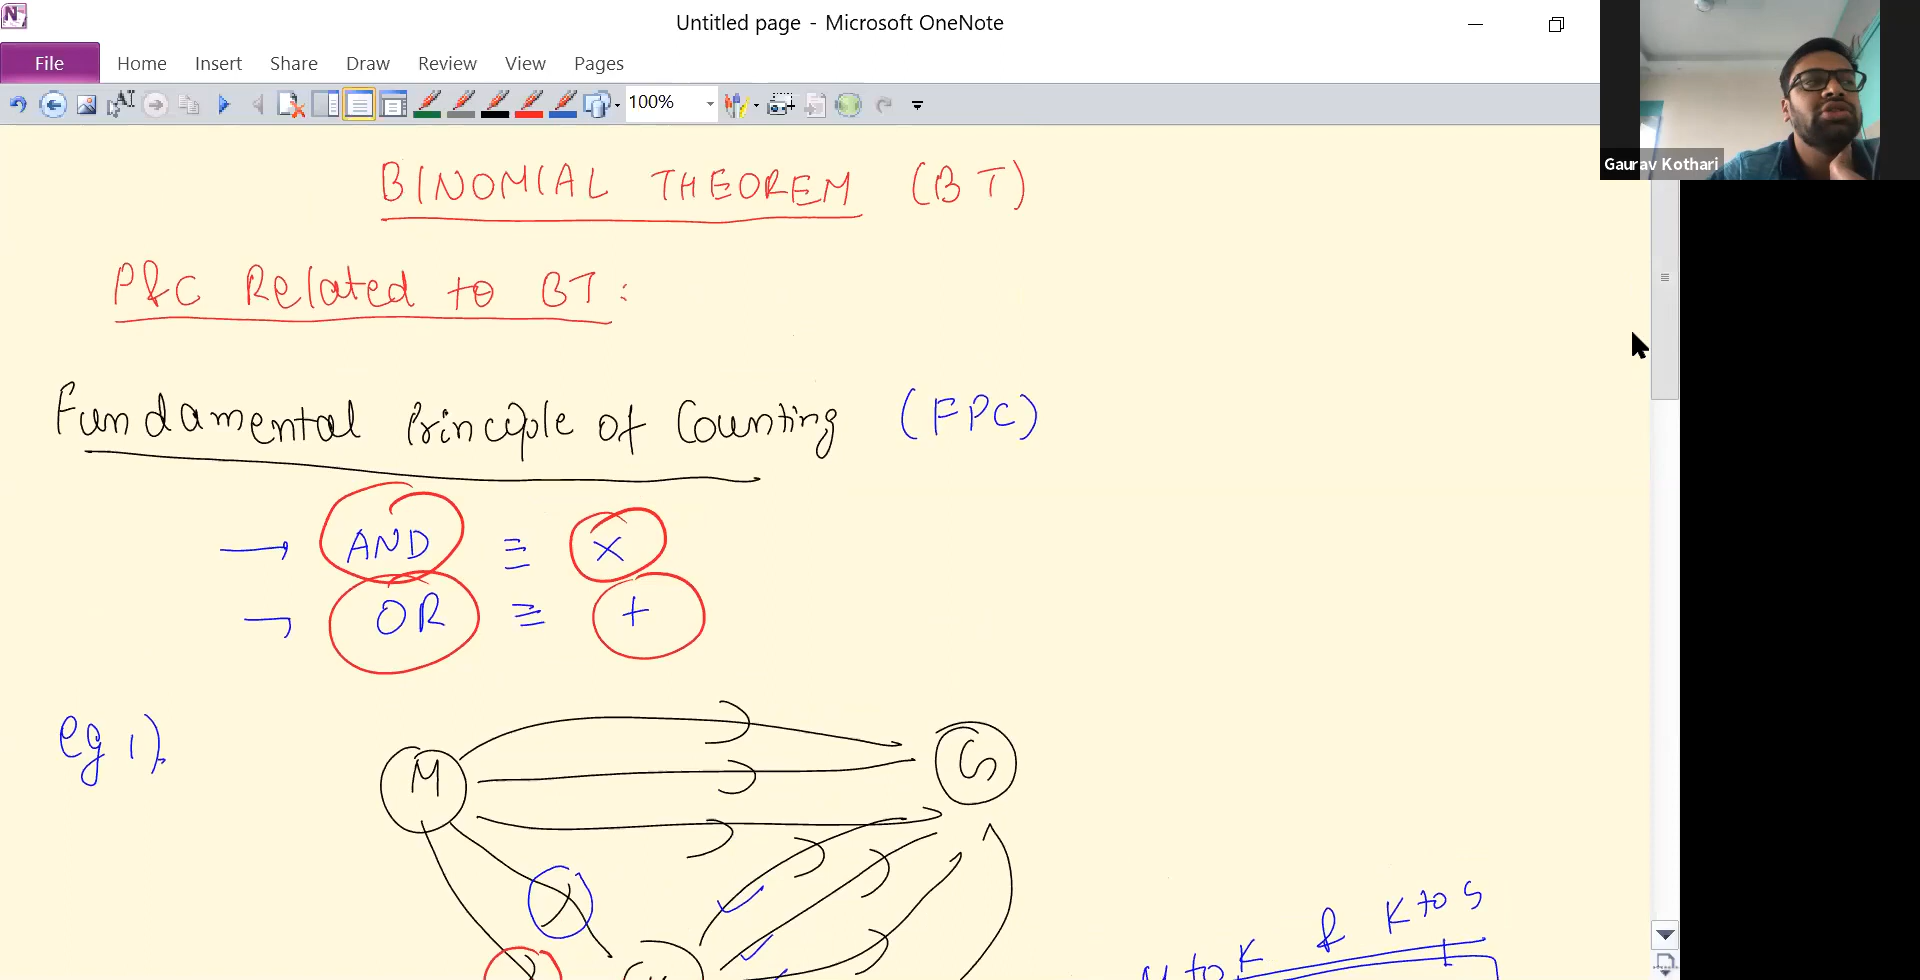 Untitled page - Microsoft OneNote
File Home Insert Share Draw Review View Pages
100%
Gaurav Kothari
BINOMIAL THEOREM (BT)
P&C Related to BT:
Fundamental Principle of Counting (FPC)
→ AND ≡ ×
→ OR ≡ +
eg 1).
M
G
M to K & K to S